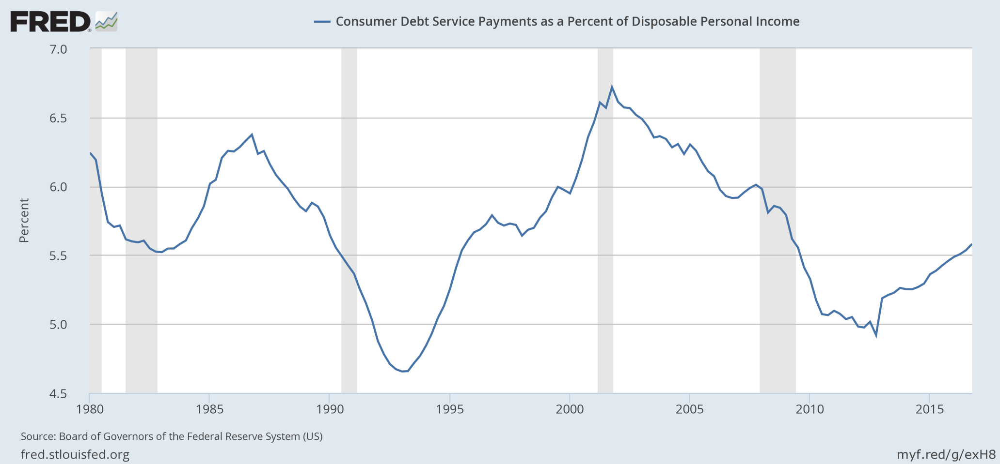 FRED®
Consumer Debt Service Payments as a Percent of Disposable Personal Income
7.0
6.5
6.0
5.5
5.0
4.5
Percent
1980 1985 1990 1995 2000 2005 2010 2015
Source: Board of Governors of the Federal Reserve System (US)
fred.stlouisfed.org
myf.red/g/exH8